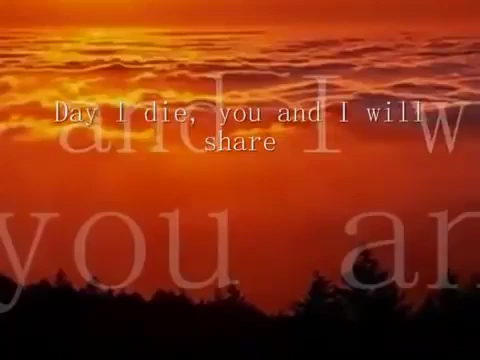 Day I die, you and I will
share
and I w
you an